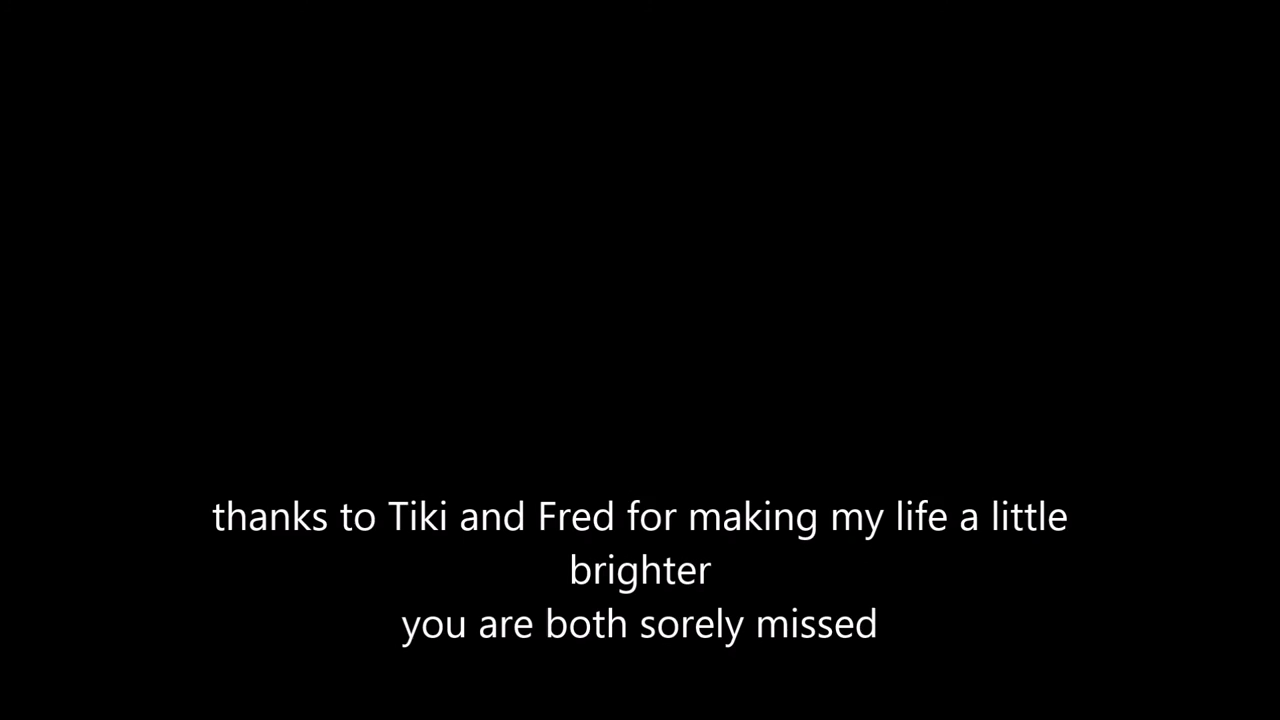 thanks to Tiki and Fred for making my life a little
brighter
you are both sorely missed